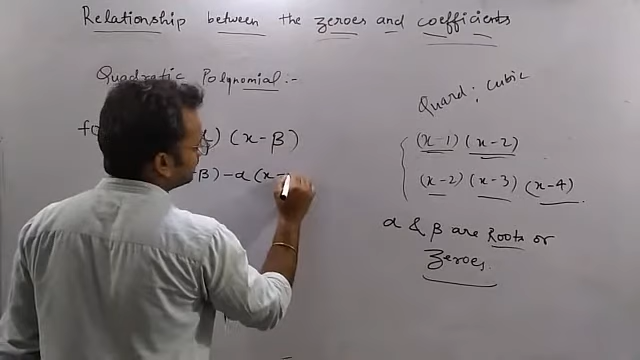 Relationship between the zeroes and coefficients
Quadratic Polynomial :-
(x-β)
β) -α (x-
Quard; Cubic
(x-1) (x-2)
(x-2) (x-3) (x-4)
α & β are Roots or
Zeroes.